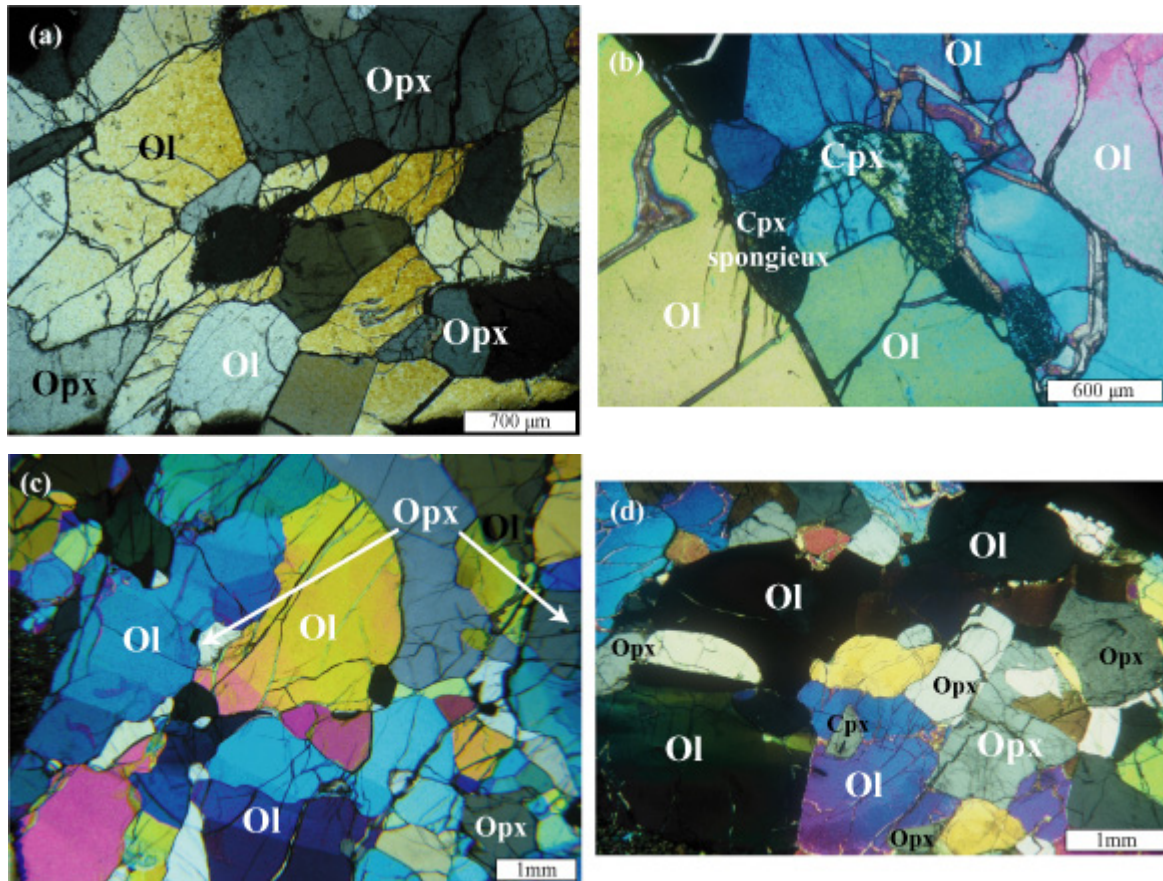 (a)
Opx
Ol
Opx
Ol
Opx
700 µm
(b)
Ol
Cpx
Ol
Cpx
spongieux
Ol
Ol
600 µm
(c)
Opx
Ol
Ol
Ol
Ol
Opx
1mm
(d)
Ol
Ol
Opx
Opx
Opx
Cpx
Opx
Ol
Ol
Opx
1mm